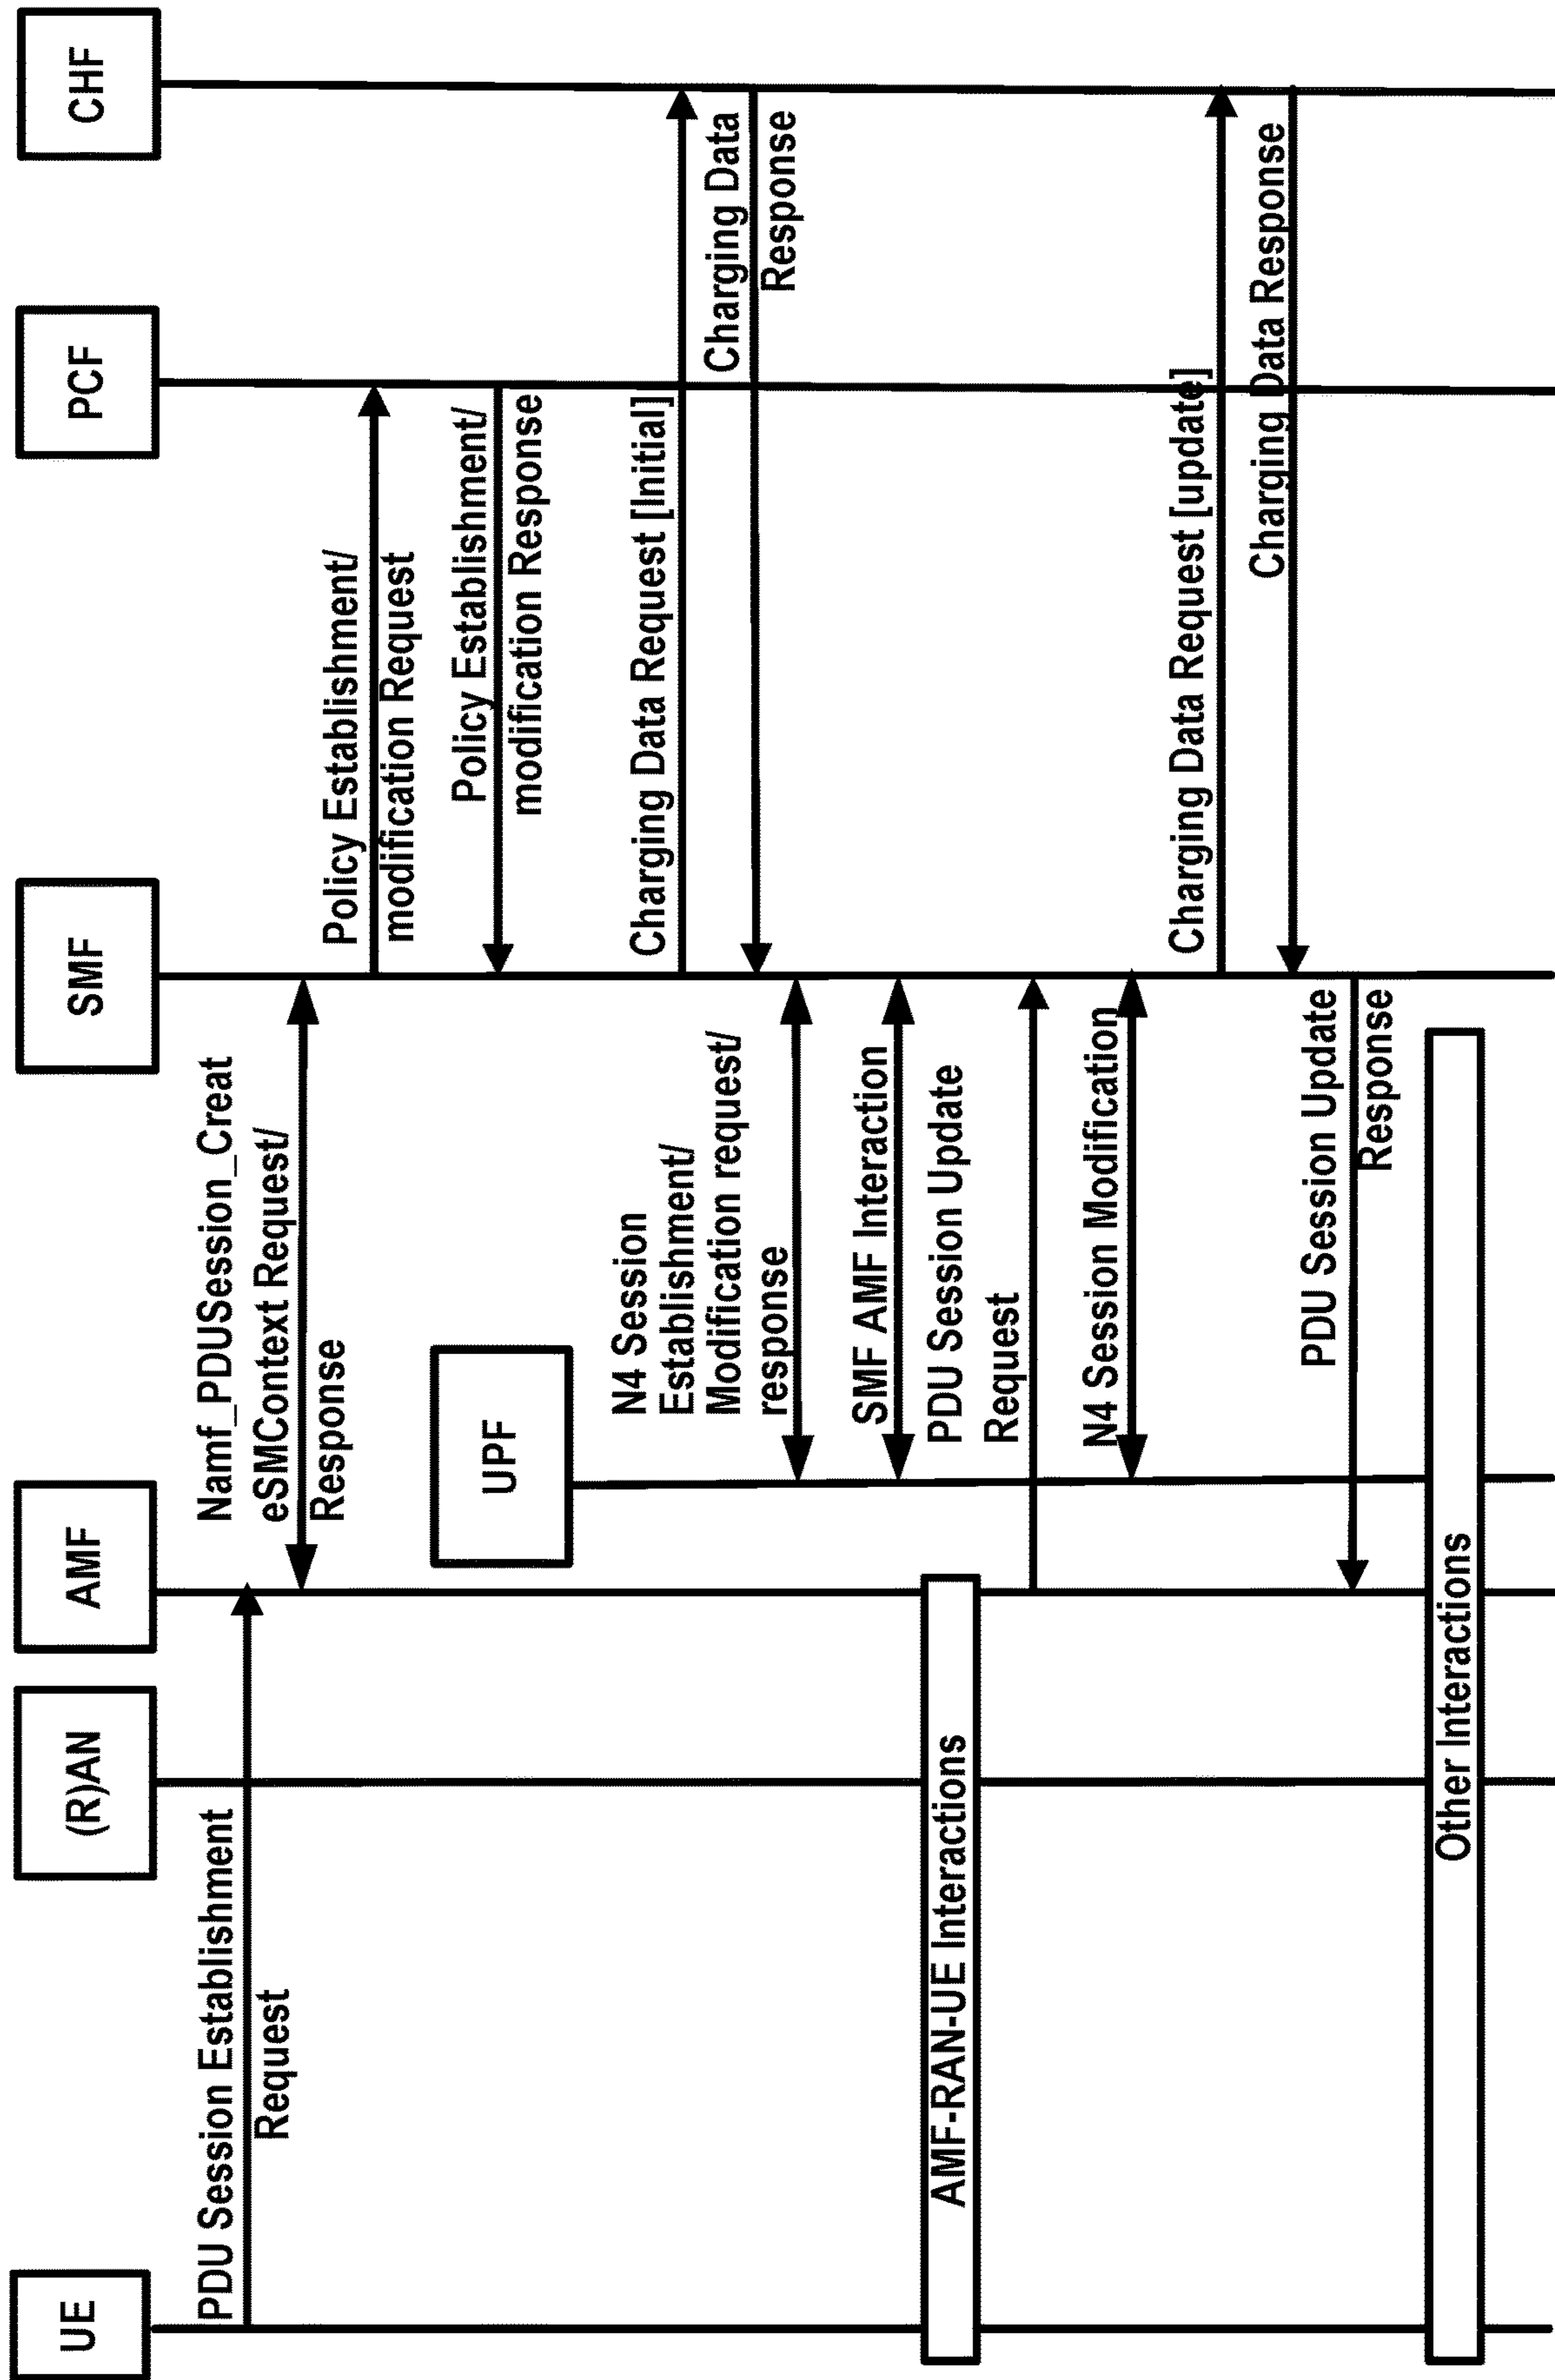 UE
(R)AN
AMF
SMF
PCF
CHF
PDU Session Establishment
Request
Namf_PDUSession_Creat
eSMContext Request/
Response
Policy Establishment/
modification Request
UPF
Policy Establishment/
modification Response
Charging Data Request [Initial]
Charging Data
Response
N4 Session
Establishment/
Modification request/
response
SMF AMF Interaction
AMF-RAN-UE Interactions
PDU Session Update
Request
N4 Session Modification
Charging Data Request [update]
Charging Data Response
PDU Session Update
Response
Other Interactions